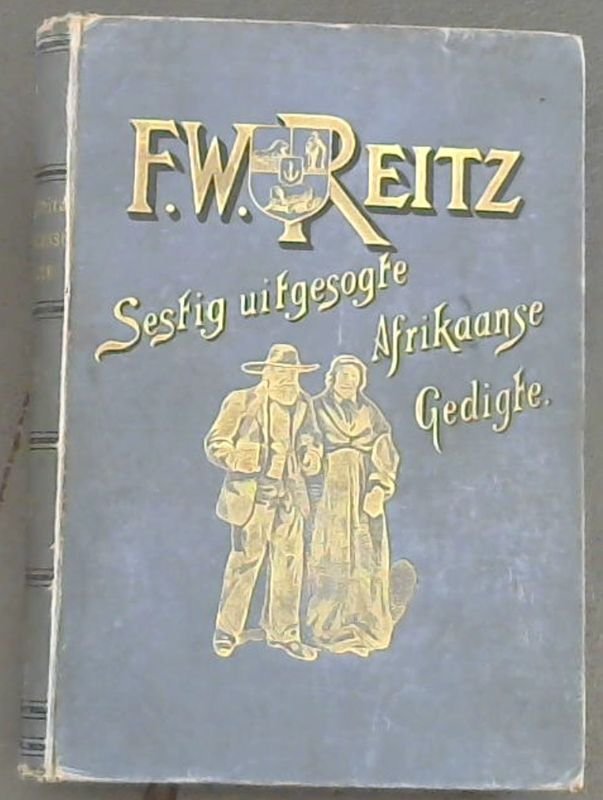 F.W. REITZ
Sestig uitgesogte
Afrikaanse
Gedigte.